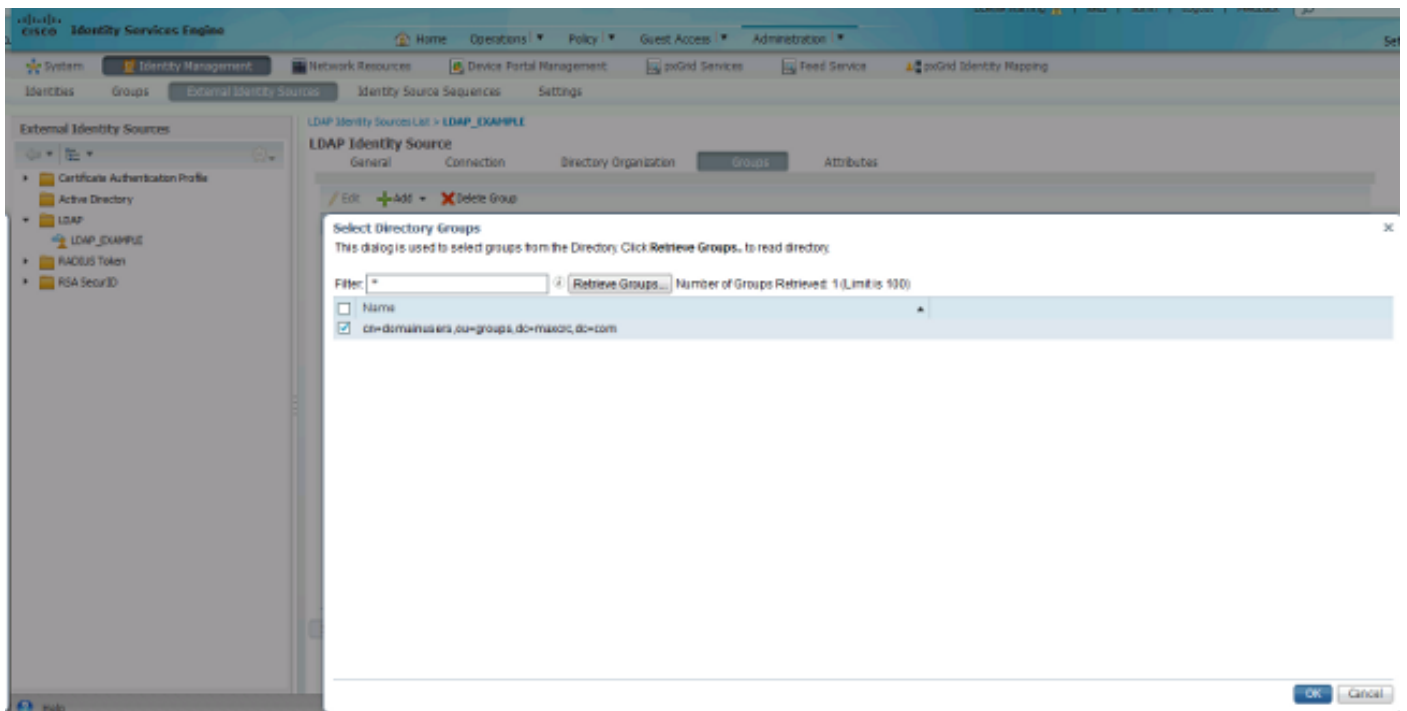 CISCO Identity Services Engine
Home Operations Policy Guest Access Administration
Set
System Identity Management Network Resources Device Portal Management pxGrid Services Feed Service pxGrid Identity Mapping
Identities Groups External Identity Sources Identity Source Sequences Settings
External Identity Sources
LDAP Identity Sources List > LDAP_EXAMPLE
LDAP Identity Source
General Connection Directory Organization Groups Attributes
Certificate Authentication Profile
Active Directory
LDAP
LDAP_EXAMPLE
RADIUS Token
RSA SecurID
Edit Add Delete Group
Select Directory Groups
This dialog is used to select groups from the Directory. Click Retrieve Groups.. to read directory.
Filter: * Retrieve Groups... Number of Groups Retrieved: 1 (Limit is 100)
Name
cn=domainusers,ou=groups,dc=maxcrc,dc=com
OK Cancel
Help